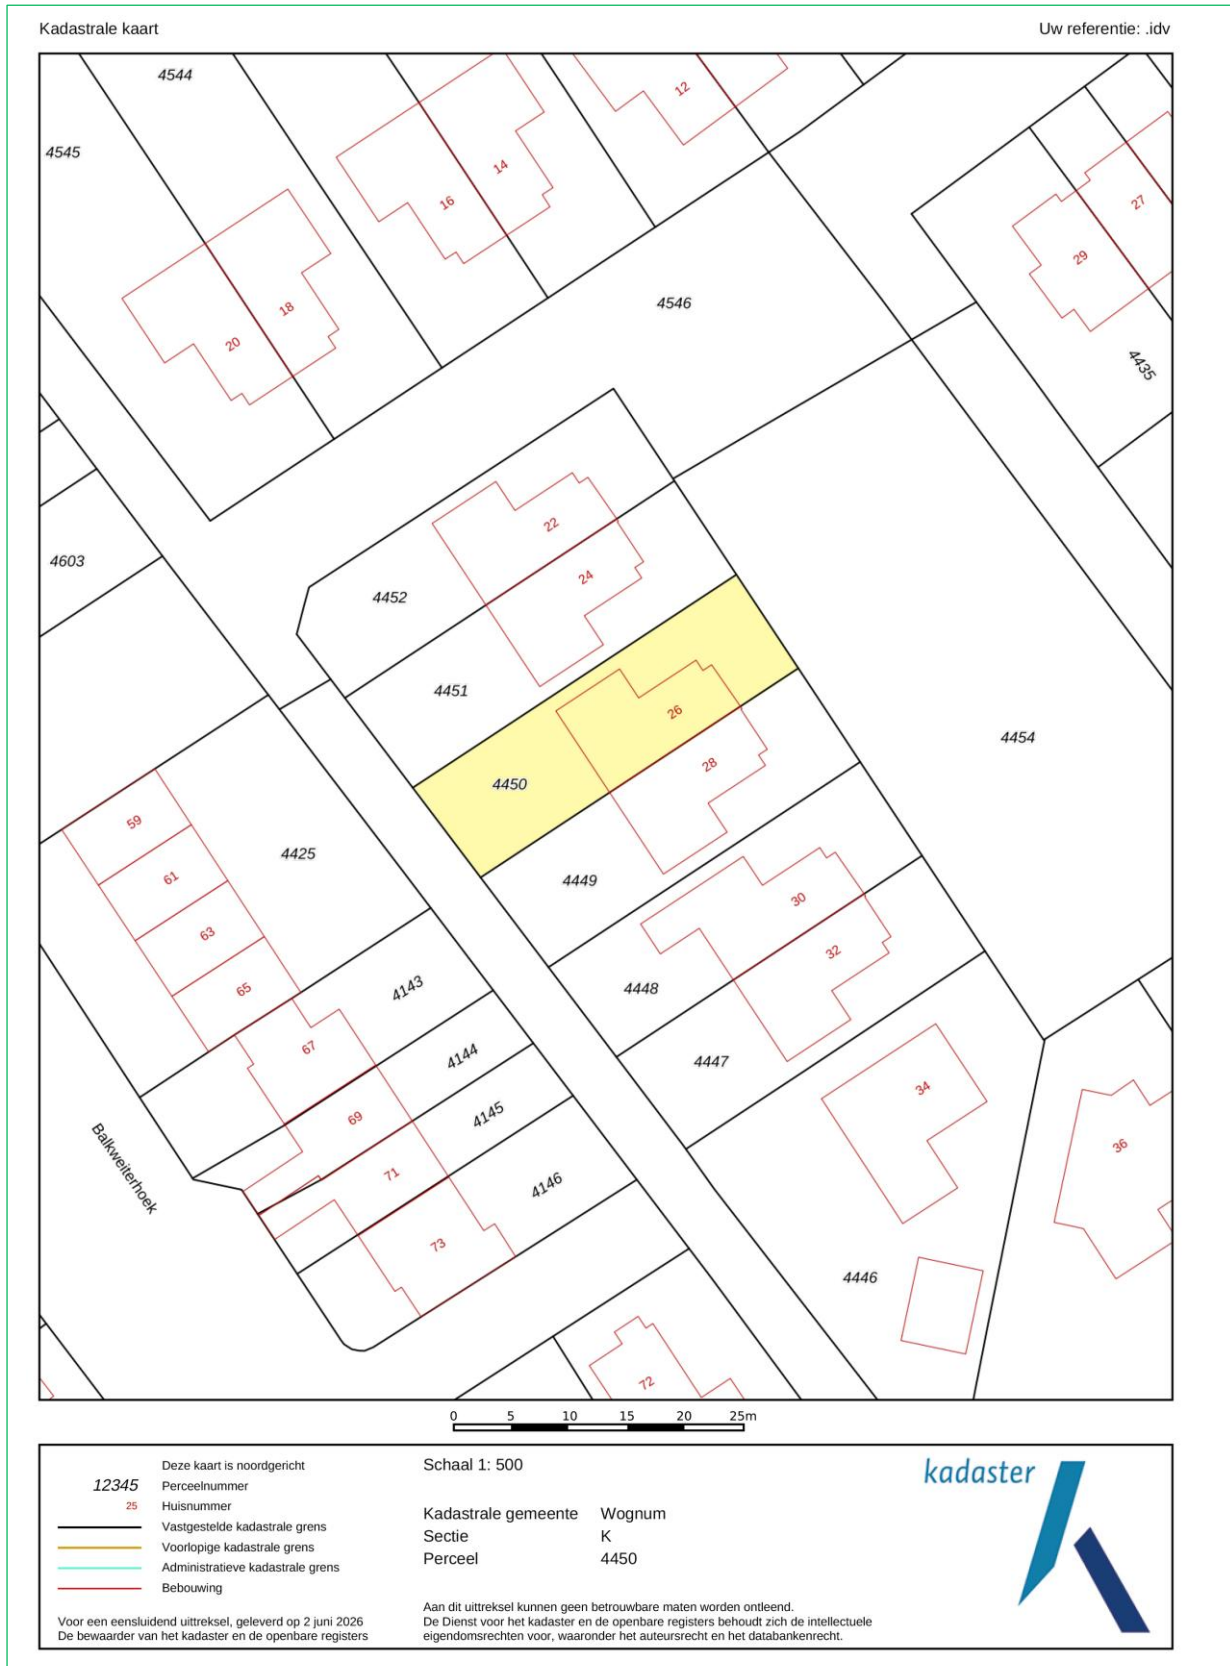 Kadastrale kaart
Uw referentie: .idv
4544
12
4545
14
27
16
29
18
4546
20
4435
22
4603
24
4452
4451
26
4454
28
4450
59
4425
4449
61
30
63
32
65
4143
4448
67
4144
4447
34
69
4145
36
71
Balkweiterhoek
4146
73
4446
72
0 5 10 15 20 25m
Deze kaart is noordgericht
12345 Perceelnummer
25 Huisnummer
Vastgestelde kadastrale grens
Voorlopige kadastrale grens
Administratieve kadastrale grens
Bebouwing
Voor een eensluidend uittreksel, geleverd op 2 juni 2026
De bewaarder van het kadaster en de openbare registers
Schaal 1: 500
Kadastrale gemeente Wognum
Sectie K
Perceel 4450
Aan dit uittreksel kunnen geen betrouwbare maten worden ontleend.
De Dienst voor het kadaster en de openbare registers behoudt zich de intellectuele
eigendomsrechten voor, waaronder het auteursrecht en het databankenrecht.
kadaster